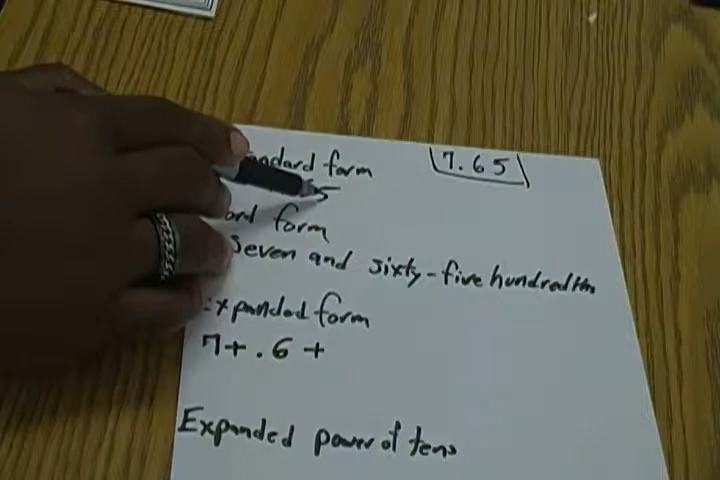 ndard form
7.65
5
ord form
Seven and sixty-five hundredths
xpanded form
7 + .6 +
Expanded power of tens